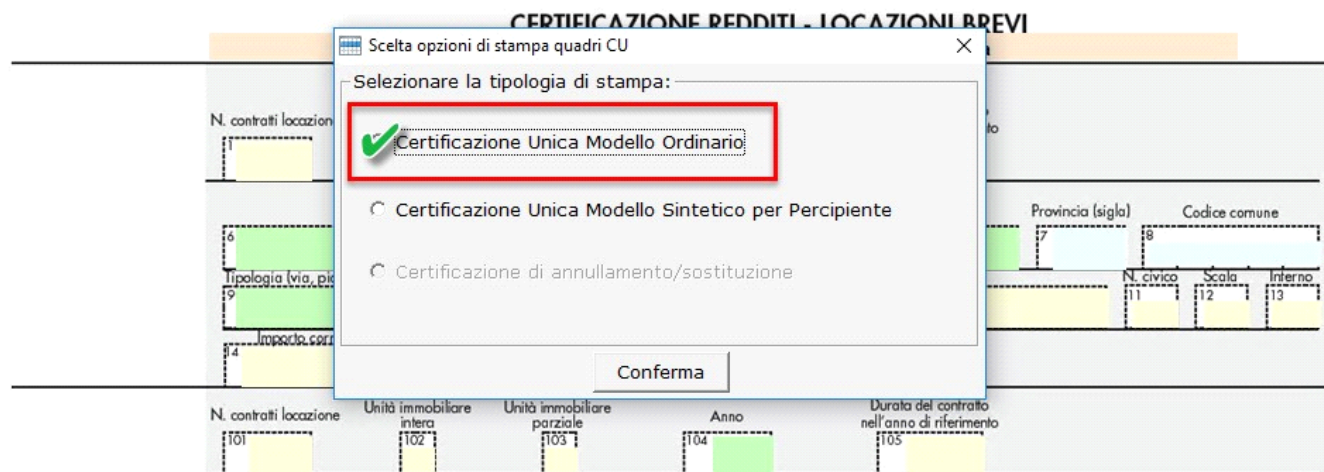 CERTIFICAZIONE REDDITI - LOCAZIONI BREVI
Scelta opzioni di stampa quadri CU
Selezionare la tipologia di stampa:
N. contratti
1
Certificazione Unica Modello Ordinario
Certificazione Unica Modello Sintetico per Percipiente
Provincia (sigla) Codice comune
6 7 8
Certificazione di annullamento/sostituzione
Tipologia (via, N. civico Scala Interno
9 11 12 13
Importo
14
Conferma
N. contratti locazione Unità immobiliare intera Unità immobiliare parziale Anno Durata del contratto nell'anno di riferimento
101 102 103 104 105